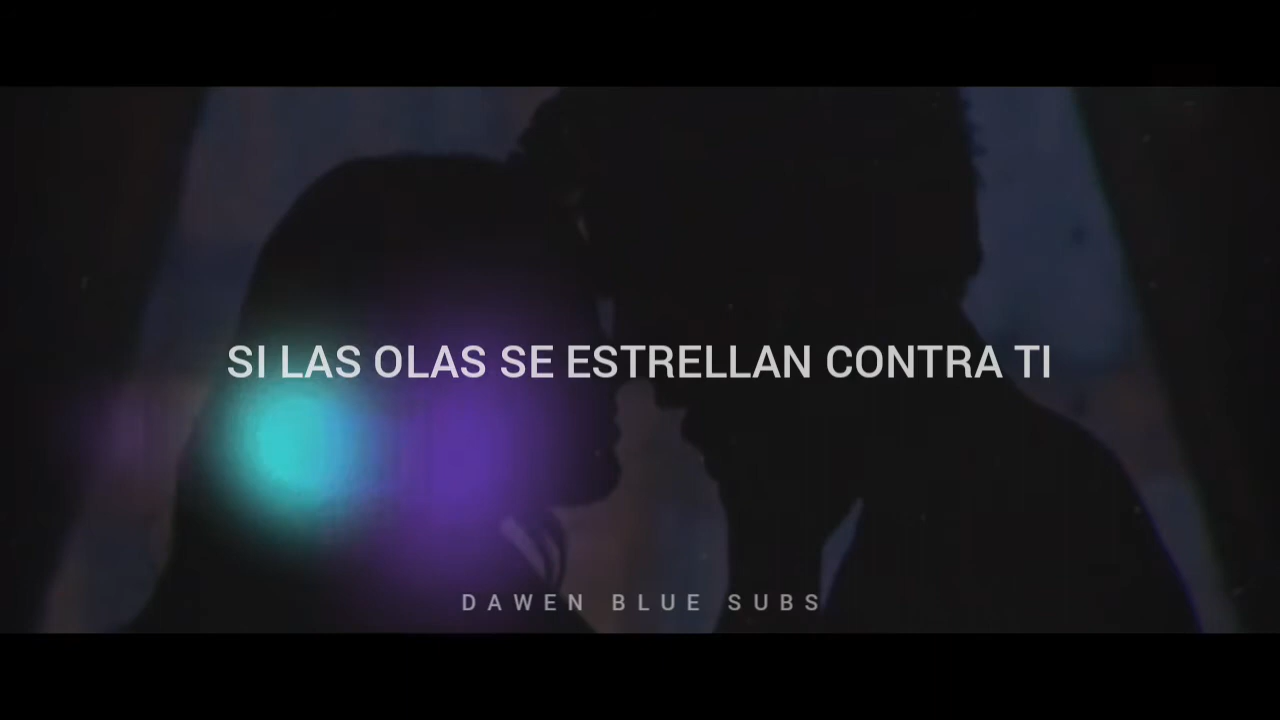 SI LAS OLAS SE ESTRELLAN CONTRA TI
DAWEN BLUE SUBS